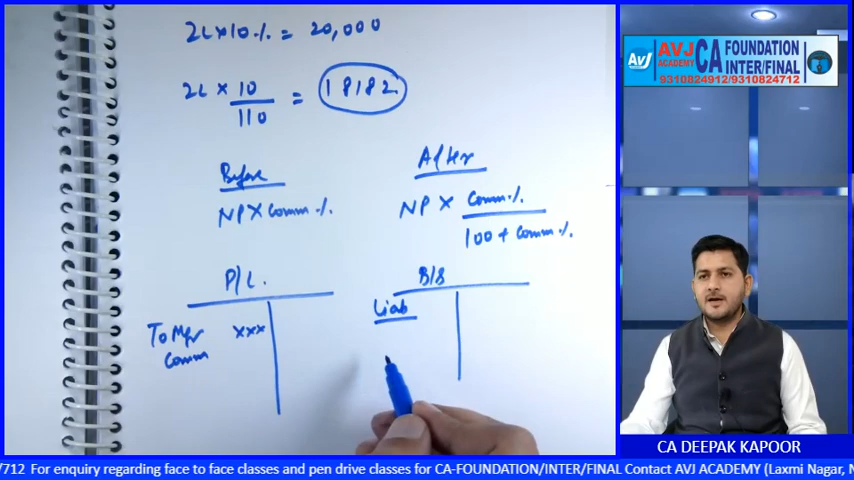 2L × 10% = 20,000
2L × 10/110 = 18182
Before
After
NP × Comm%.
NP × Comm%./100 + Comm%.
P/L.
B/S
Liab
To Mgr xxx
Comm
AVJ
AVJ ACADEMY CA FOUNDATION INTER/FINAL
9310824912/9310824712
CA DEEPAK KAPOOR
/712 For enquiry regarding face to face classes and pen drive classes for CA-FOUNDATION/INTER/FINAL Contact AVJ ACADEMY (Laxmi Nagar, N